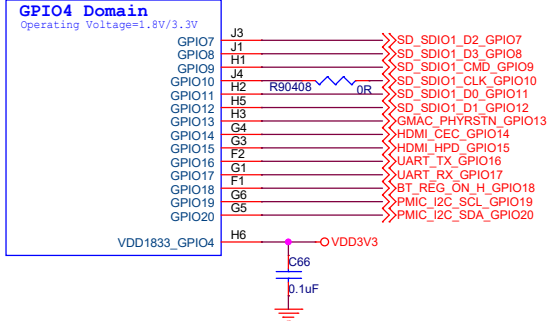 GPIO4 Domain
Operating Voltage=1.8V/3.3V
GPIO7 J3 SD_SDIO1_D2_GPIO7
GPIO8 J1 SD_SDIO1_D3_GPIO8
GPIO9 H1 SD_SDIO1_CMD_GPIO9
GPIO10 J4 R90408 0R SD_SDIO1_CLK_GPIO10
GPIO11 H2 SD_SDIO1_D0_GPIO11
GPIO12 H5 SD_SDIO1_D1_GPIO12
GPIO13 H3 GMAC_PHYRSTN_GPIO13
GPIO14 G4 HDMI_CEC_GPIO14
GPIO15 G3 HDMI_HPD_GPIO15
GPIO16 F2 UART_TX_GPIO16
GPIO17 G1 UART_RX_GPIO17
GPIO18 F1 BT_REG_ON_H_GPIO18
GPIO19 G6 PMIC_I2C_SCL_GPIO19
GPIO20 G5 PMIC_I2C_SDA_GPIO20
VDD1833_GPIO4 H6 VDD3V3
C66
0.1uF